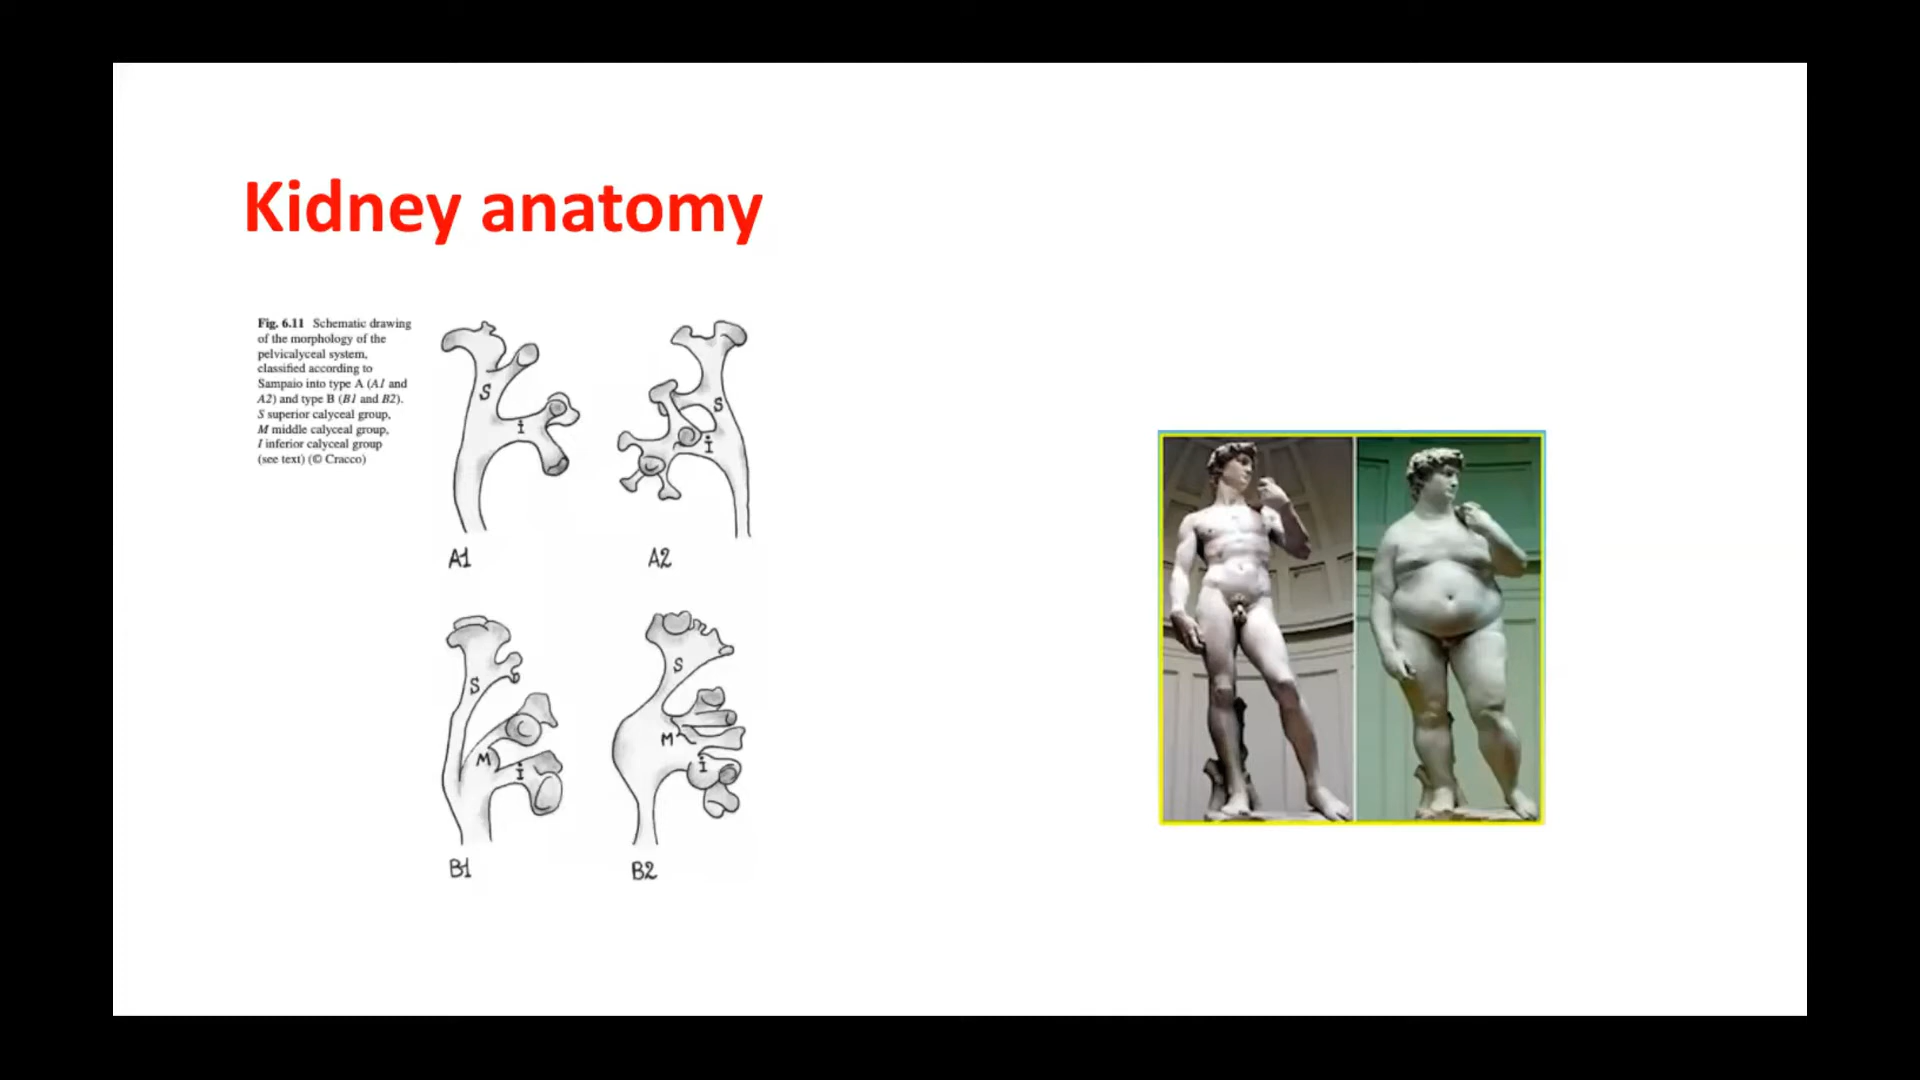 Kidney anatomy
Fig. 6.11 Schematic drawing
of the morphology of the
pelvicalyceal system,
classified according to
Sampaio into type A (A1 and
A2) and type B (B1 and B2).
S superior calyceal group,
M middle calyceal group,
I inferior calyceal group
(see text) (© Cracco)
S
i
A1
S
i
A2
S
M
i
B1
S
M
i
B2